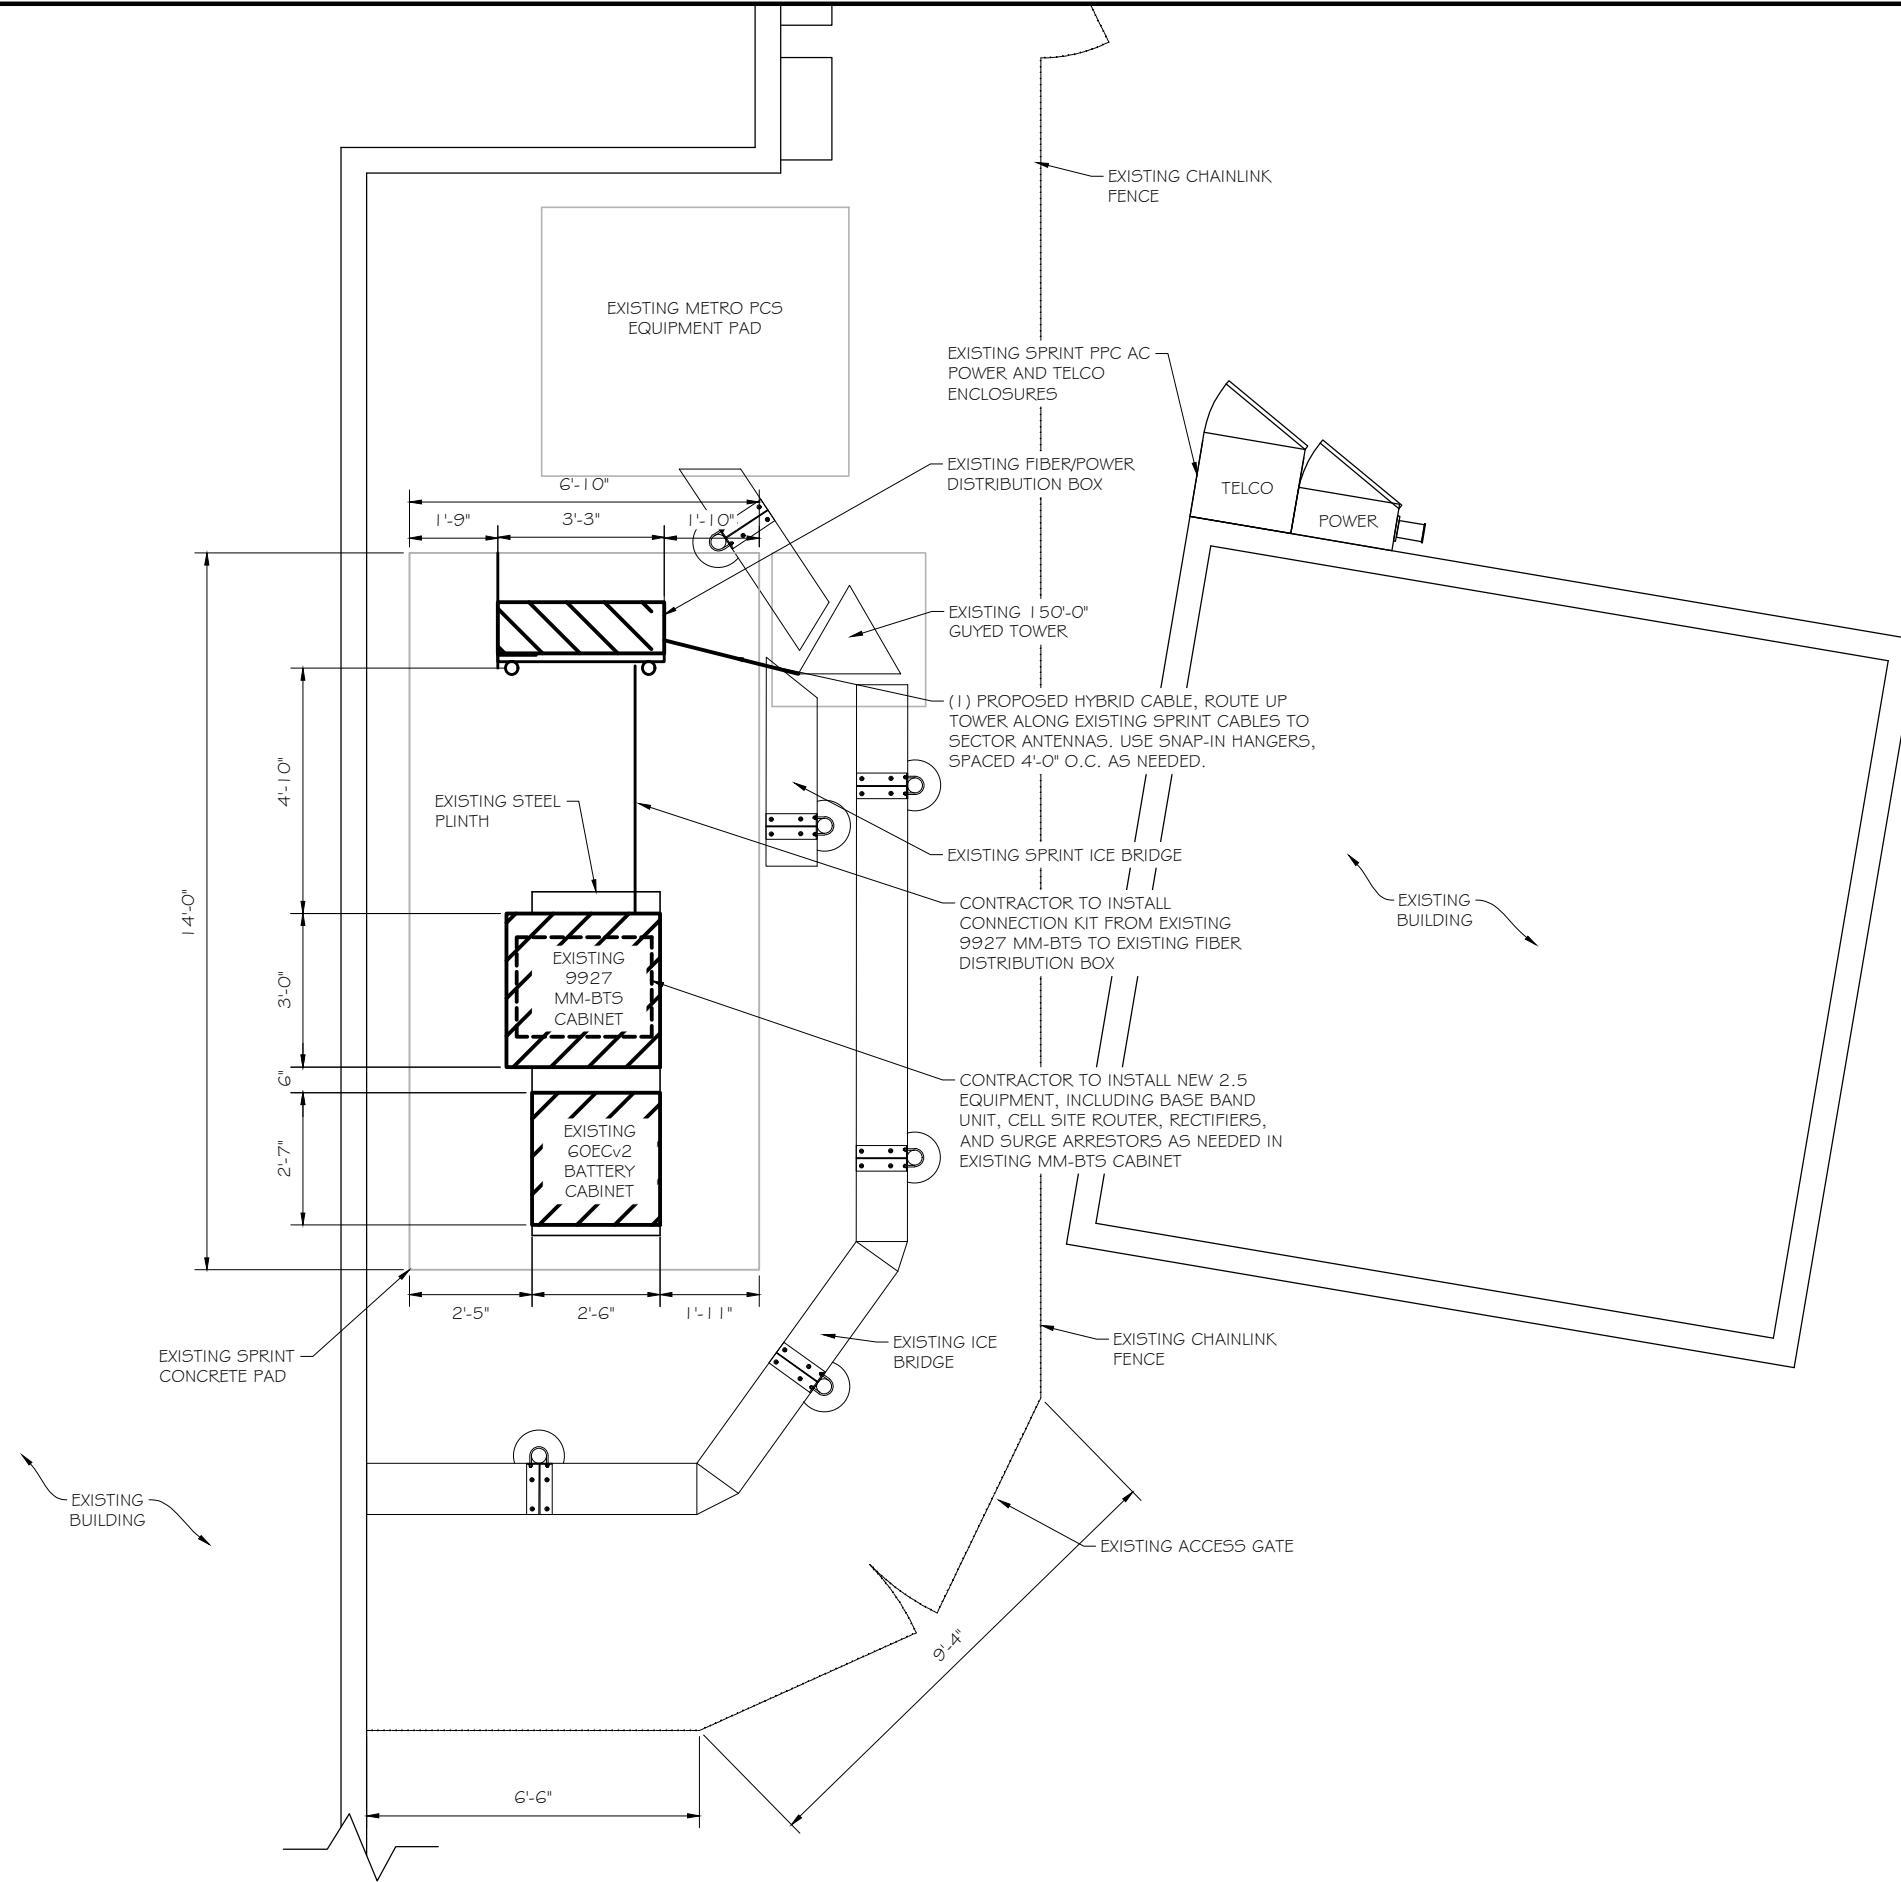 EXISTING CHAINLINK
FENCE
EXISTING METRO PCS
EQUIPMENT PAD
EXISTING SPRINT PPC AC
POWER AND TELCO
ENCLOSURES
EXISTING FIBER/POWER
DISTRIBUTION BOX
TELCO
POWER
6'-10"
1'-9"
3'-3"
1'-10"
EXISTING 150'-0"
GUYED TOWER
(1) PROPOSED HYBRID CABLE, ROUTE UP
TOWER ALONG EXISTING SPRINT CABLES TO
SECTOR ANTENNAS. USE SNAP-IN HANGERS,
SPACED 4'-0" O.C. AS NEEDED.
4'-10"
EXISTING STEEL
PLINTH
EXISTING SPRINT ICE BRIDGE
14'-0"
CONTRACTOR TO INSTALL
CONNECTION KIT FROM EXISTING
9927 MM-BTS TO EXISTING FIBER
DISTRIBUTION BOX
EXISTING
BUILDING
3'-0"
EXISTING
9927
MM-BTS
CABINET
6"
CONTRACTOR TO INSTALL NEW 2.5
EQUIPMENT, INCLUDING BASE BAND
UNIT, CELL SITE ROUTER, RECTIFIERS,
AND SURGE ARRESTORS AS NEEDED IN
EXISTING MM-BTS CABINET
2'-7"
EXISTING
60ECv2
BATTERY
CABINET
2'-5"
2'-6"
1'-11"
EXISTING SPRINT
CONCRETE PAD
EXISTING ICE
BRIDGE
EXISTING CHAINLINK
FENCE
EXISTING
BUILDING
EXISTING ACCESS GATE
9'-4"
6'-6"